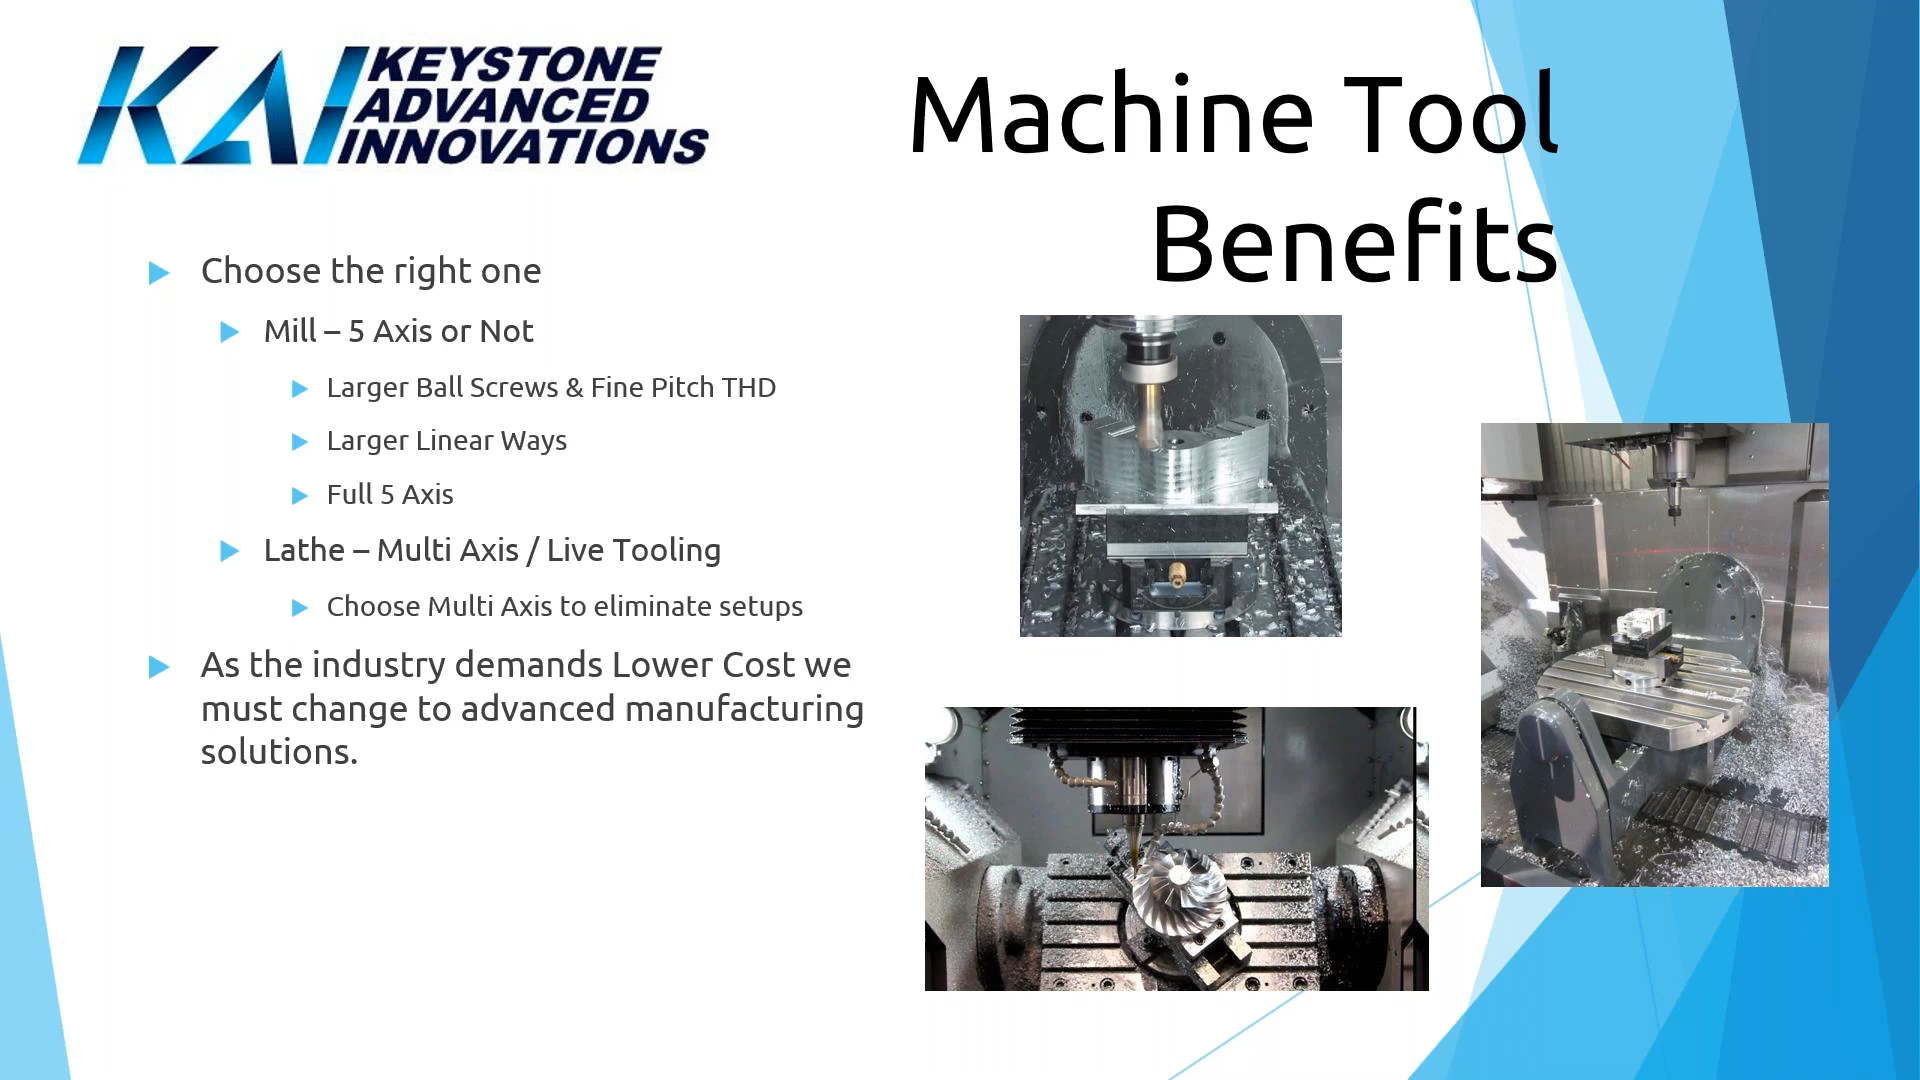 KAI KEYSTONE
ADVANCED
INNOVATIONS
Machine Tool
Benefits
Choose the right one
Mill – 5 Axis or Not
Larger Ball Screws & Fine Pitch THD
Larger Linear Ways
Full 5 Axis
Lathe – Multi Axis / Live Tooling
Choose Multi Axis to eliminate setups
As the industry demands Lower Cost we
must change to advanced manufacturing
solutions.